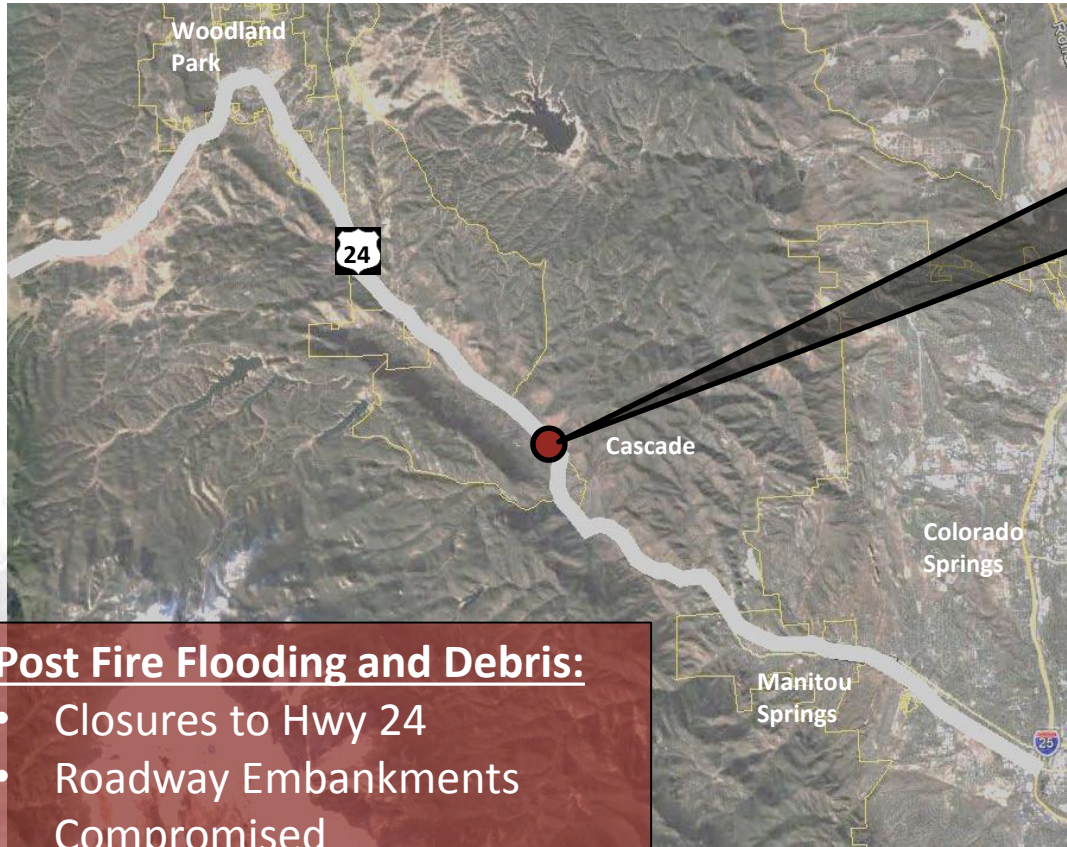 Woodland
Park
24
Cascade
Colorado
Springs
Manitou
Springs
25
Post Fire Flooding and Debris:
• Closures to Hwy 24
• Roadway Embankments
Compromised